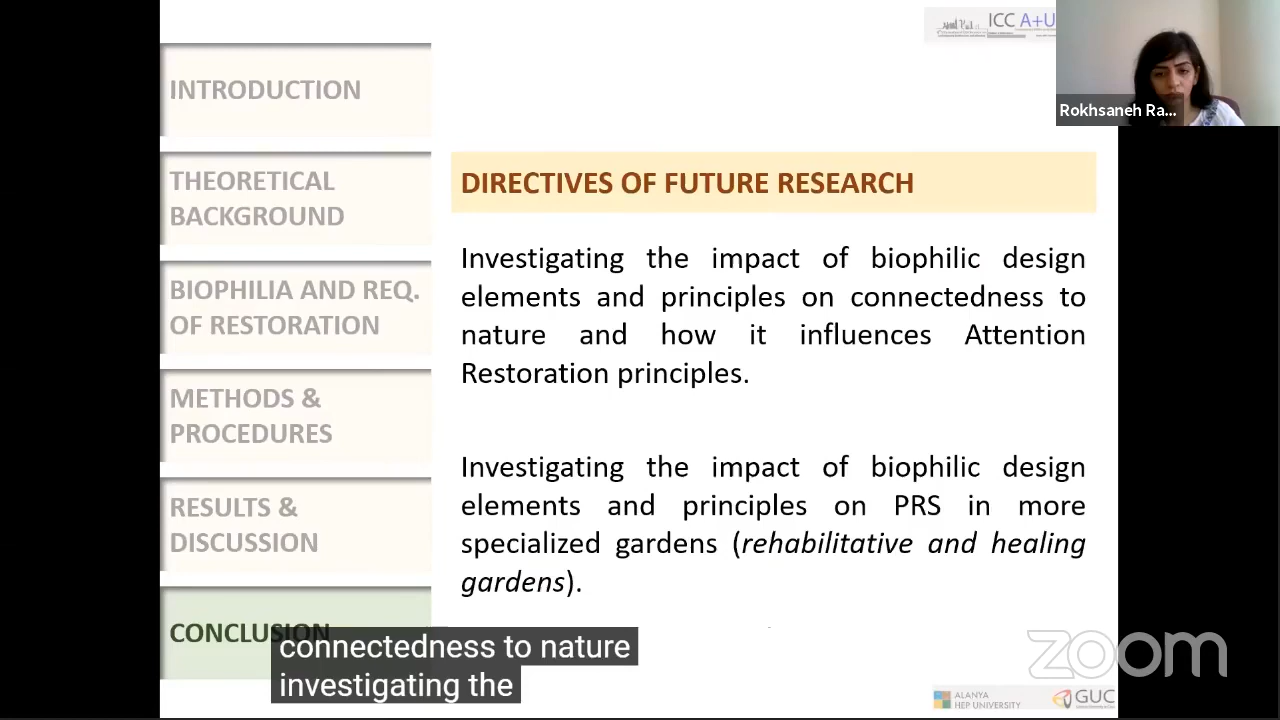 ICC A+U
Rokhsaneh Ra...
INTRODUCTION
THEORETICAL
BACKGROUND
BIOPHILIA AND REQ.
OF RESTORATION
METHODS &
PROCEDURES
RESULTS &
DISCUSSION
CONCLUSION
DIRECTIVES OF FUTURE RESEARCH
Investigating the impact of biophilic design
elements and principles on connectedness to
nature and how it influences Attention
Restoration principles.
Investigating the impact of biophilic design
elements and principles on PRS in more
specialized gardens (rehabilitative and healing
gardens).
connectedness to nature
investigating the
zoom
ALANYA
HEP UNIVERSITY
GUC